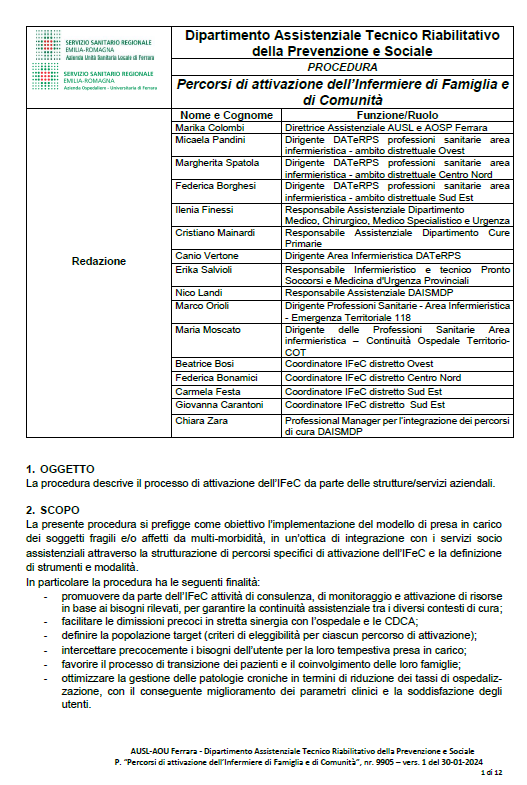 SERVIZIO SANITARIO REGIONALE
EMILIA-ROMAGNA
Azienda Unità Sanitaria Locale di Ferrara
SERVIZIO SANITARIO REGIONALE
EMILIA-ROMAGNA
Azienda Ospedaliero - Universitaria di Ferrara
Dipartimento Assistenziale Tecnico Riabilitativo
della Prevenzione e Sociale
PROCEDURA
Percorsi di attivazione dell'Infermiere di Famiglia e
di Comunità
Redazione
Nome e Cognome Funzione/Ruolo
Marika Colombi Direttrice Assistenziale AUSL e AOSP Ferrara
Micaela Pandini Dirigente DATeRPS professioni sanitarie area
infermieristica - ambito distrettuale Ovest
Margherita Spatola Dirigente DATeRPS professioni sanitarie area
infermieristica - ambito distrettuale Centro Nord
Federica Borghesi Dirigente DATeRPS professioni sanitarie area
infermieristica - ambito distrettuale Sud Est
Ilenia Finessi Responsabile Assistenziale Dipartimento
Medico, Chirurgico, Medico Specialistico e Urgenza
Cristiano Mainardi Responsabile Assistenziale Dipartimento Cure
Primarie
Canio Vertone Dirigente Area Infermieristica DATeRPS
Erika Salvioli Responsabile Infermieristico e tecnico Pronto
Soccorsi e Medicina d'Urgenza Provinciali
Nico Landi Responsabile Assistenziale DAISMDP
Marco Orioli Dirigente Professioni Sanitarie - Area Infermieristica
- Emergenza Territoriale 118
Maria Moscato Dirigente delle Professioni Sanitarie Area
infermieristica – Continuità Ospedale Territorio-
COT
Beatrice Bosi Coordinatore IFeC distretto Ovest
Federica Bonamici Coordinatore IFeC distretto Centro Nord
Carmela Festa Coordinatore IFeC distretto Sud Est
Giovanna Carantoni Coordinatore IFeC distretto Sud Est
Chiara Zara Professional Manager per l'integrazione dei percorsi
di cura DAISMDP
1. OGGETTO
La procedura descrive il processo di attivazione dell'IFeC da parte delle strutture/servizi aziendali.
2. SCOPO
La presente procedura si prefigge come obiettivo l'implementazione del modello di presa in carico
dei soggetti fragili e/o affetti da multi-morbidità, in un'ottica di integrazione con i servizi socio
assistenziali attraverso la strutturazione di percorsi specifici di attivazione dell'IFeC e la definizione
di strumenti e modalità.
In particolare la procedura ha le seguenti finalità:
- promuovere da parte dell'IFeC attività di consulenza, di monitoraggio e attivazione di risorse
in base ai bisogni rilevati, per garantire la continuità assistenziale tra i diversi contesti di cura;
- facilitare le dimissioni precoci in stretta sinergia con l'ospedale e le CDCA;
- definire la popolazione target (criteri di eleggibilità per ciascun percorso di attivazione);
- intercettare precocemente i bisogni dell'utente per la loro tempestiva presa in carico;
- favorire il processo di transizione dei pazienti e il coinvolgimento delle loro famiglie;
- ottimizzare la gestione delle patologie croniche in termini di riduzione dei tassi di ospedaliz-
zazione, con il conseguente miglioramento dei parametri clinici e la soddisfazione degli
utenti.
AUSL-AOU Ferrara - Dipartimento Assistenziale Tecnico Riabilitativo della Prevenzione e Sociale
P. "Percorsi di attivazione dell'Infermiere di Famiglia e di Comunità", nr. 9905 – vers. 1 del 30-01-2024
1 di 12